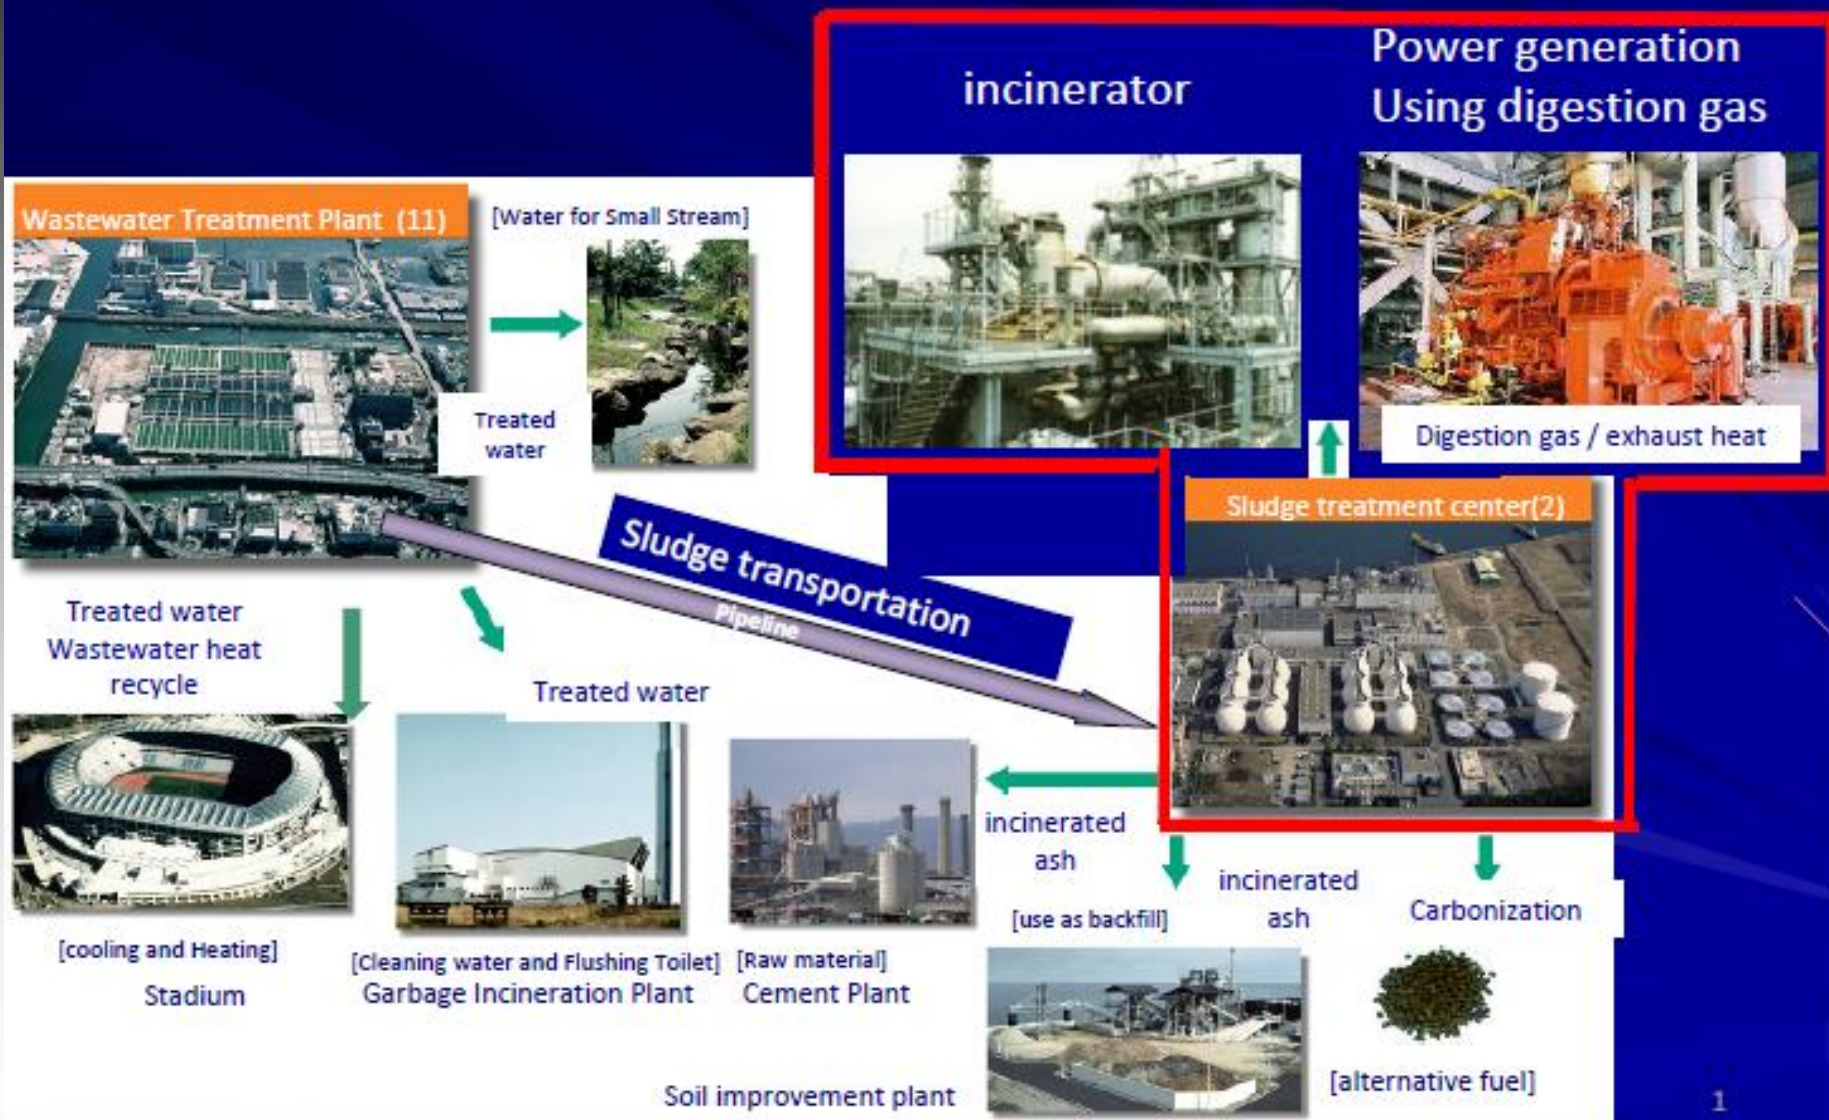 incinerator
Power generation
Using digestion gas
Wastewater Treatment Plant (11)
[Water for Small Stream]
Treated
water
Digestion gas / exhaust heat
Sludge treatment center(2)
Sludge transportation
Pipeline
Treated water
Wastewater heat
recycle
Treated water
incinerated
ash
[use as backfill]
incinerated
ash
Carbonization
[cooling and Heating]
Stadium
[Cleaning water and Flushing Toilet]
Garbage Incineration Plant
[Raw material]
Cement Plant
Soil improvement plant
[alternative fuel]
1